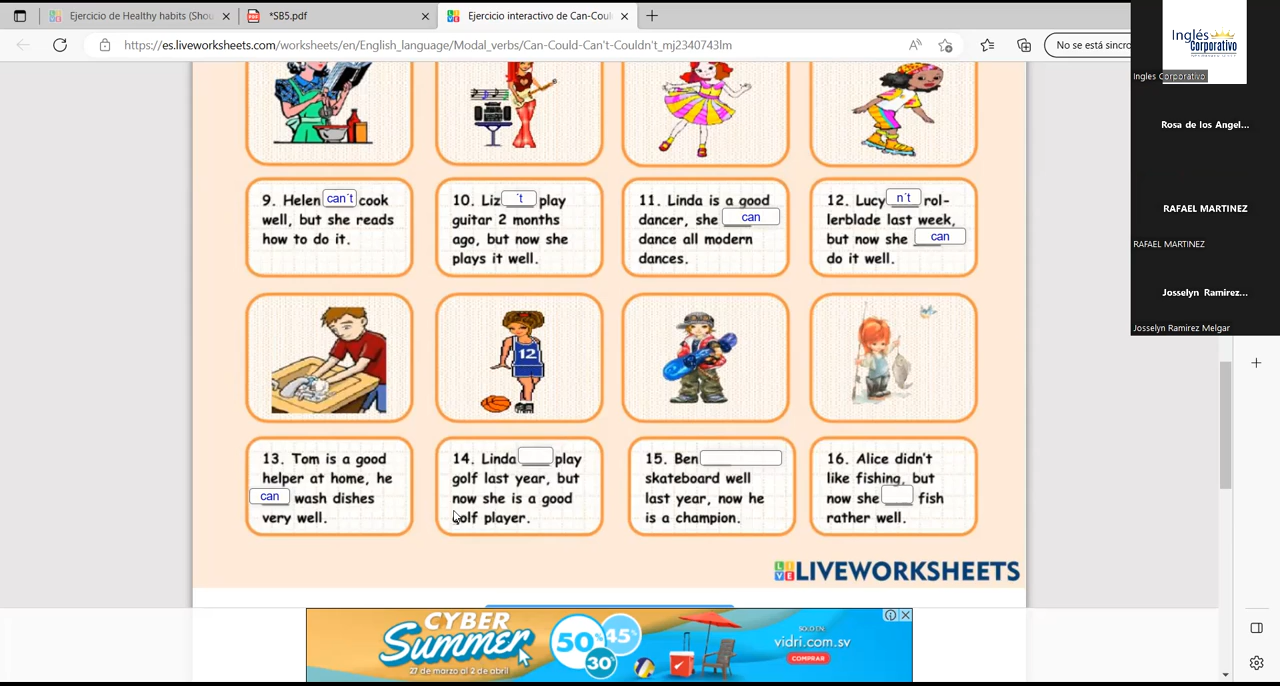 Ejercicio de Healthy habits (Shou
*SB5.pdf
Ejercicio interactivo de Can-Coul
https://es.liveworksheets.com/worksheets/en/English_language/Modal_verbs/Can-Could-Can't-Couldn't_mj2340743lm
No se está sincro
Inglés
Corporativo
Ingles Corporativo
Rosa de los Angel...
RAFAEL MARTINEZ
RAFAEL MARTINEZ
Josselyn Ramirez...
Josselyn Ramirez Melgar
9. Helen can´t cook
well, but she reads
how to do it.
10. Liz ´t play
guitar 2 months
ago, but now she
plays it well.
11. Linda is a good
dancer, she can
dance all modern
dances.
12. Lucy n´t rol-
lerblade last week,
but now she can
do it well.
12
13. Tom is a good
helper at home, he
can wash dishes
very well.
14. Linda play
golf last year, but
now she is a good
golf player.
15. Ben
skateboard well
last year, now he
is a champion.
16. Alice didn't
like fishing, but
now she fish
rather well.
LIVE LIVEWORKSHEETS
CYBER
Summer
27 de marzo al 2 de abril
50% 45%
30%
SOLO EN
vidri.com.sv
COMPRAR